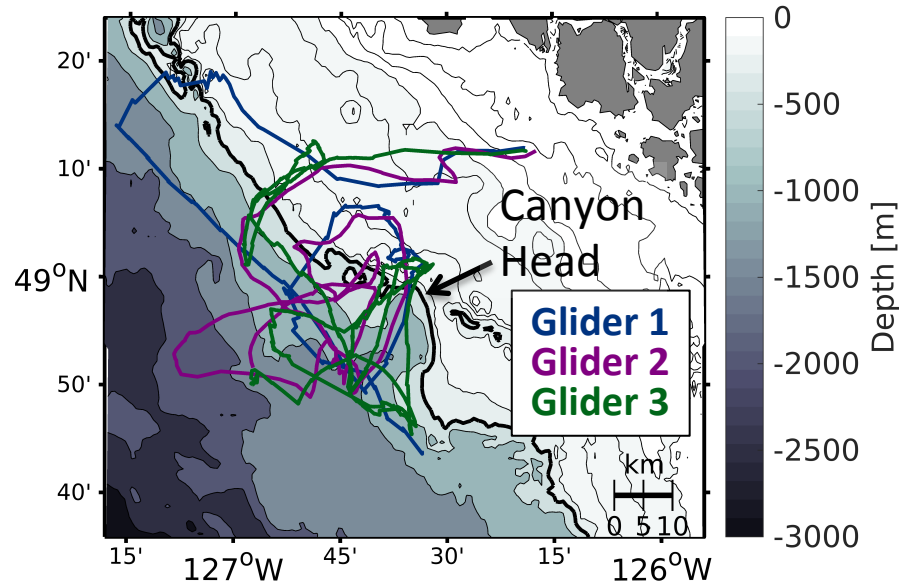 20'
10'
49°N
50'
40'
15'
127°W
45'
30'
15'
126°W
Canyon
Head
Glider 1
Glider 2
Glider 3
km
0 5 10
0
-500
-1000
-1500
-2000
-2500
-3000
Depth [m]